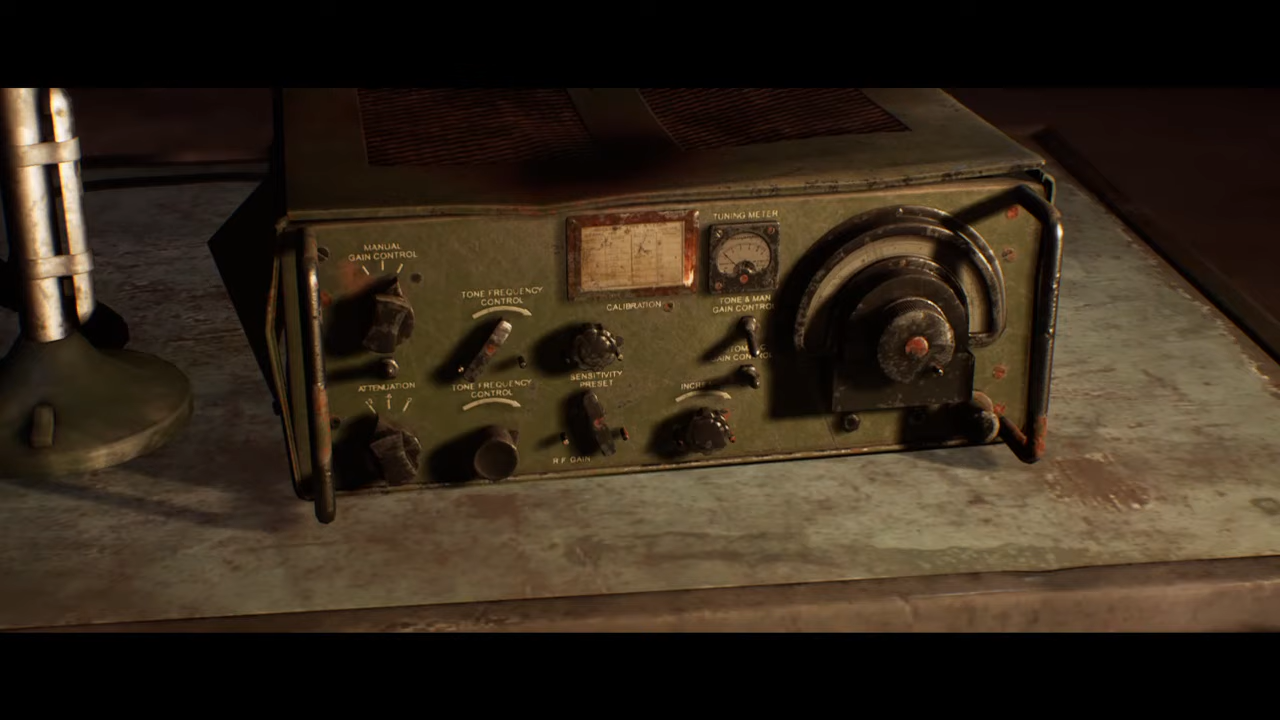 MANUAL
GAIN CONTROL
TONE FREQUENCY
CONTROL
CALIBRATION
TUNING METER
TONE & MAN
GAIN CONTROL
ATTENUATION
TONE FREQUENCY
CONTROL
SENSITIVITY
PRESET
R F GAIN